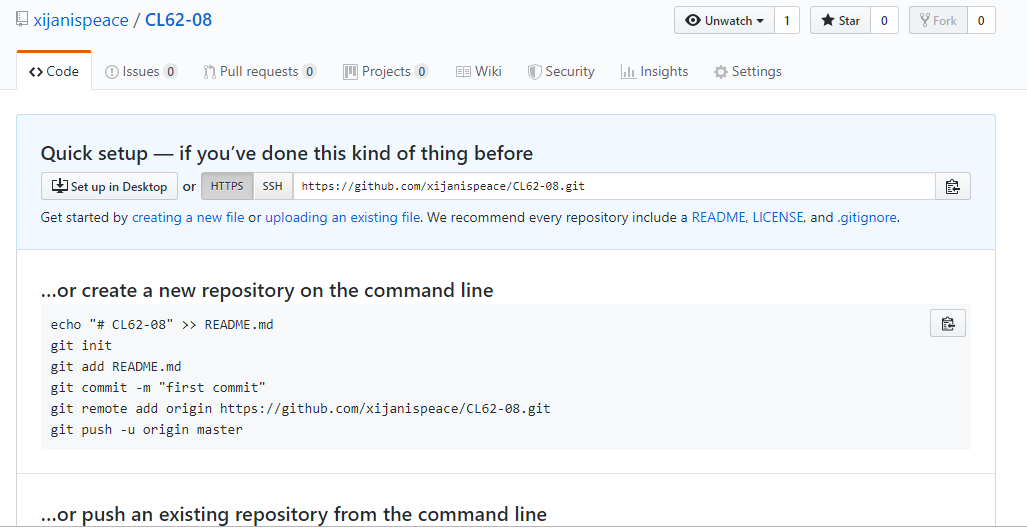 xijanispeace / CL62-08
Unwatch 1 Star 0 Fork 0
Code Issues 0 Pull requests 0 Projects 0 Wiki Security Insights Settings
Quick setup — if you’ve done this kind of thing before
Set up in Desktop or HTTPS SSH https://github.com/xijanispeace/CL62-08.git
Get started by creating a new file or uploading an existing file. We recommend every repository include a README, LICENSE, and .gitignore.
…or create a new repository on the command line
echo "# CL62-08" >> README.md
git init
git add README.md
git commit -m "first commit"
git remote add origin https://github.com/xijanispeace/CL62-08.git
git push -u origin master
…or push an existing repository from the command line